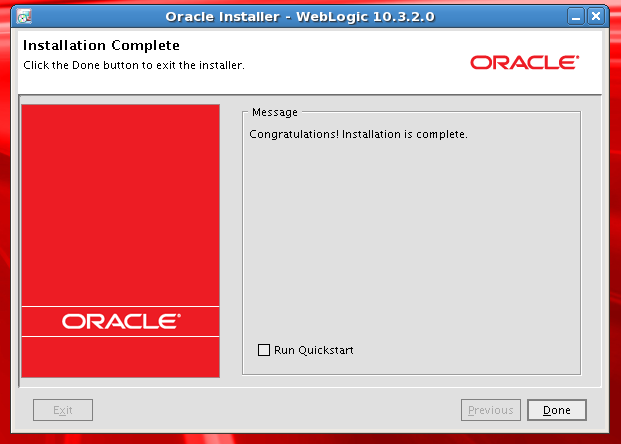 Oracle Installer - WebLogic 10.3.2.0
Installation Complete
Click the Done button to exit the installer.
ORACLE®
Message
Congratulations! Installation is complete.
ORACLE®
Run Quickstart
Exit
Previous
Done